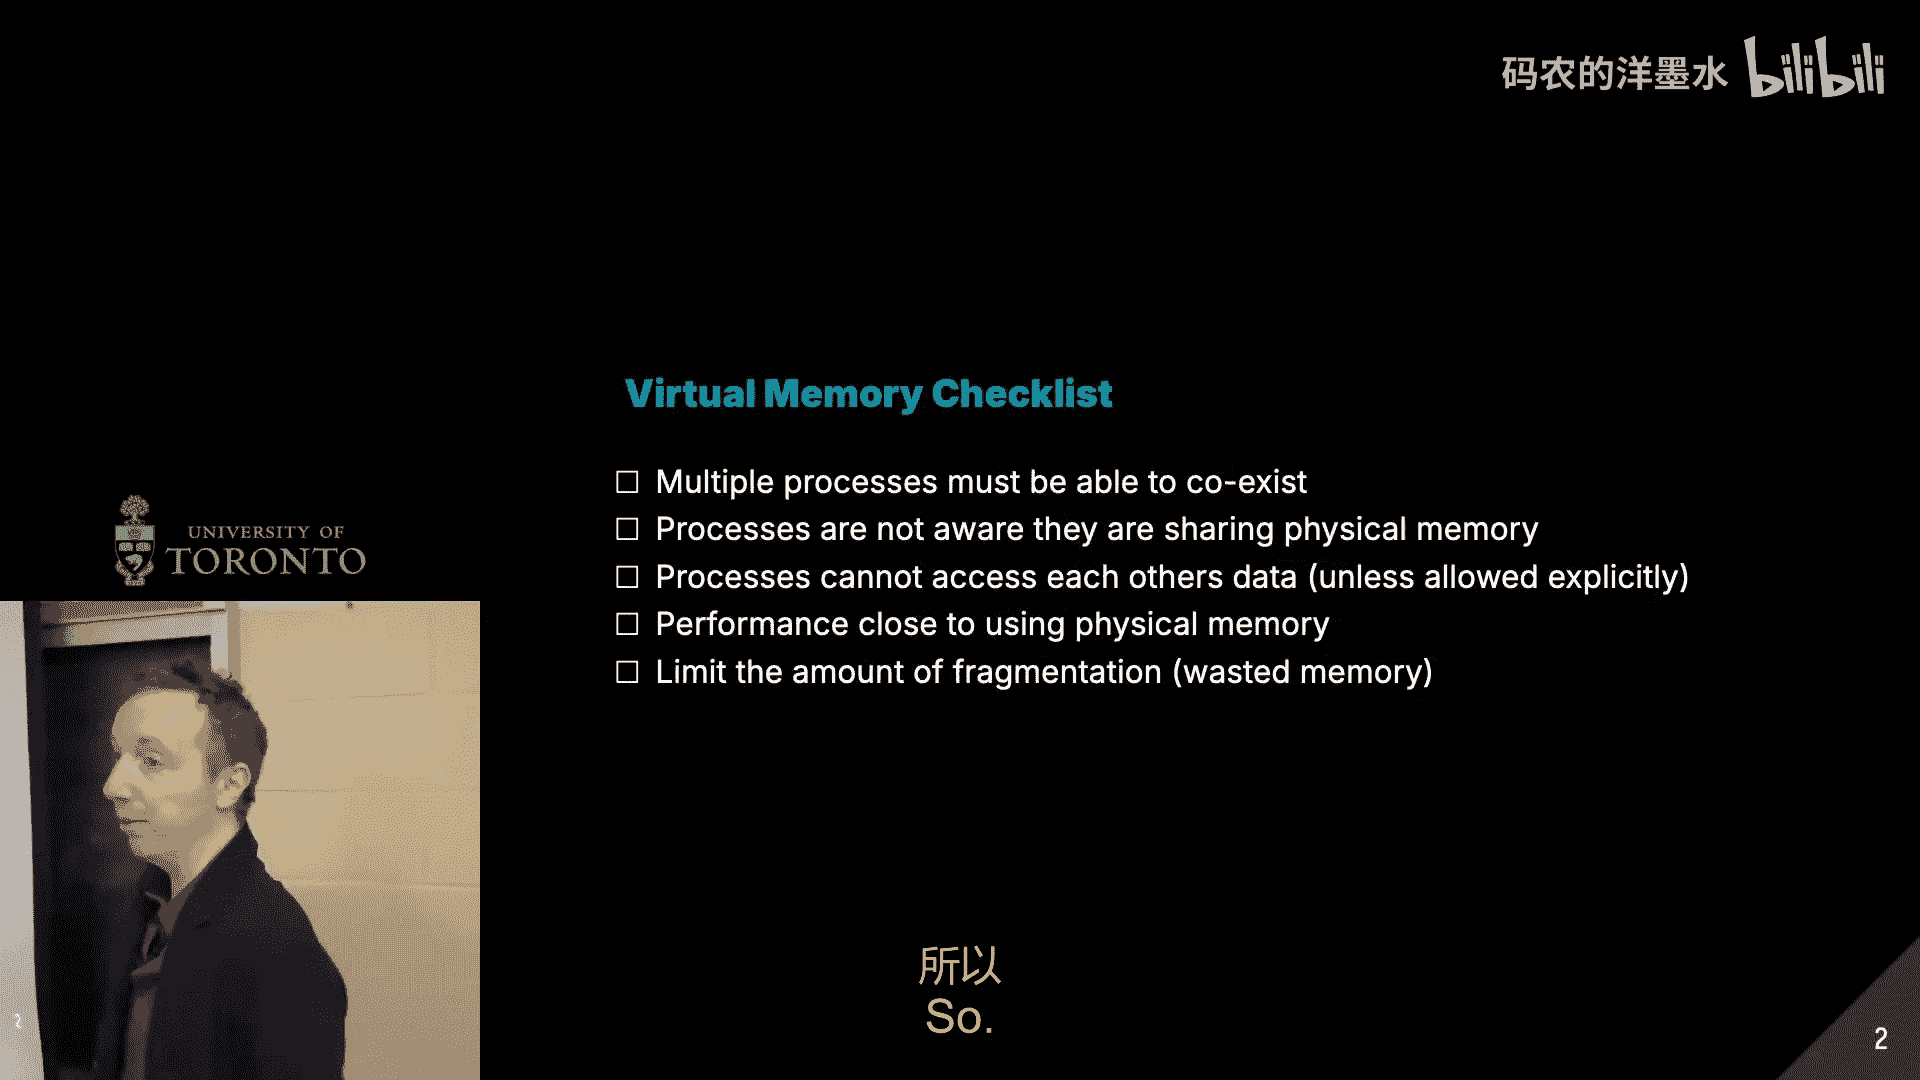 码农的洋墨水 bilibili
Virtual Memory Checklist
Multiple processes must be able to co-exist
Processes are not aware they are sharing physical memory
Processes cannot access each others data (unless allowed explicitly)
Performance close to using physical memory
Limit the amount of fragmentation (wasted memory)
UNIVERSITY OF
TORONTO
所以
So.
2
2